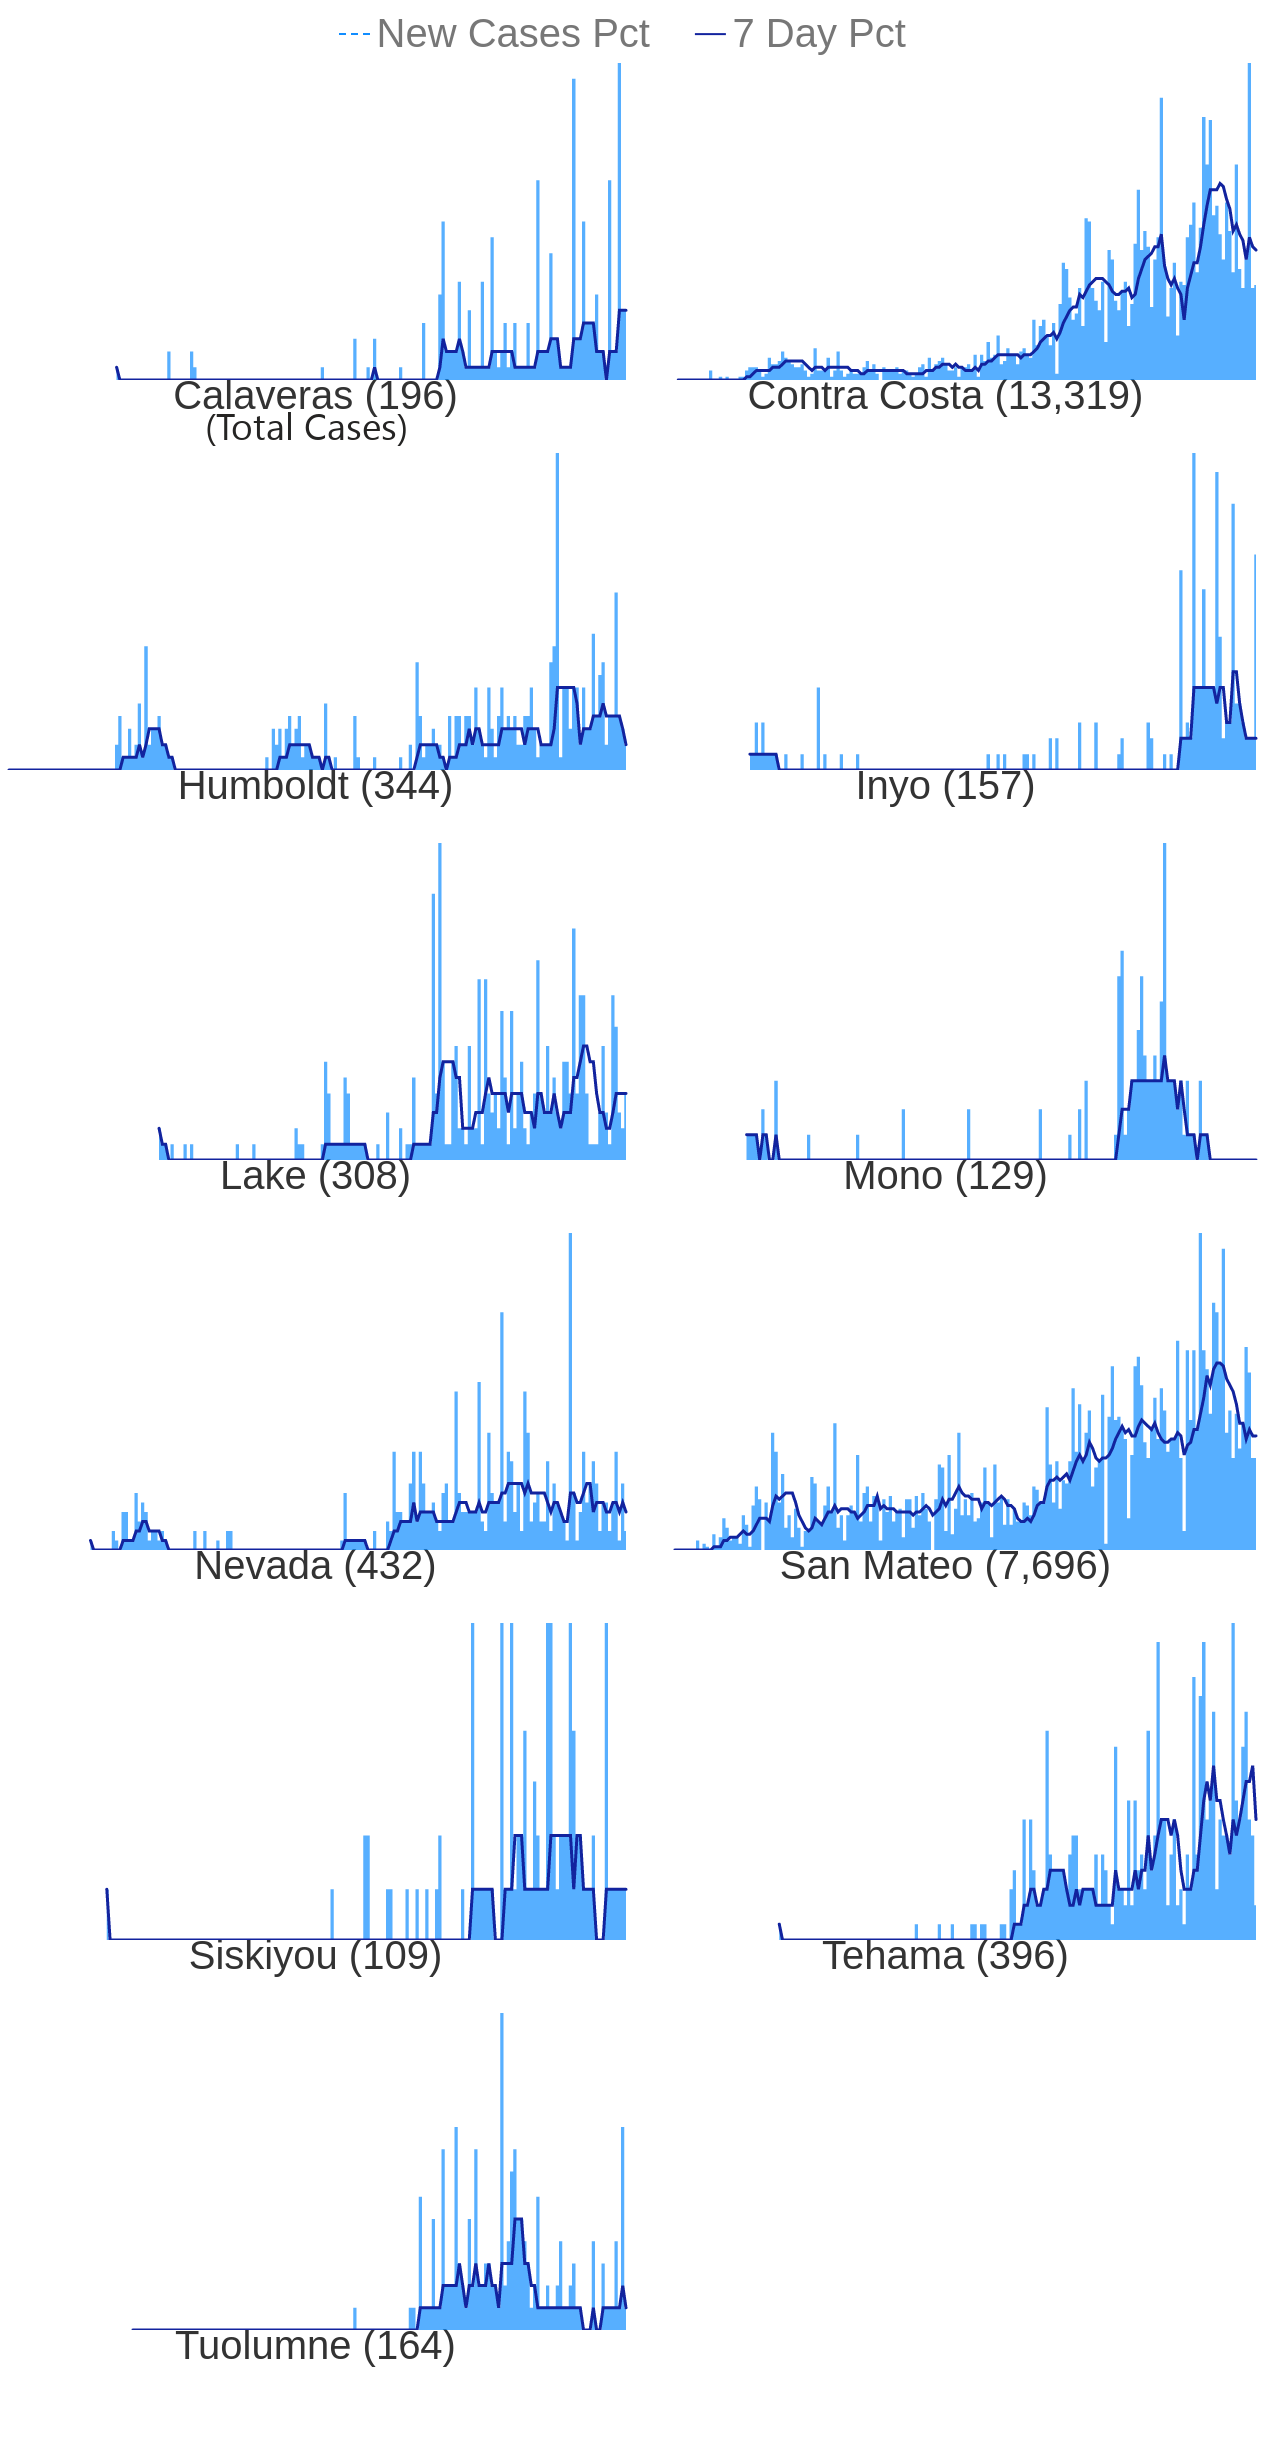 New Cases Pct 7 Day Pct
Calaveras (196) Contra Costa (13,319)
(Total Cases)
Humboldt (344) Inyo (157)
Lake (308) Mono (129)
Nevada (432) San Mateo (7,696)
Siskiyou (109) Tehama (396)
Tuolumne (164)